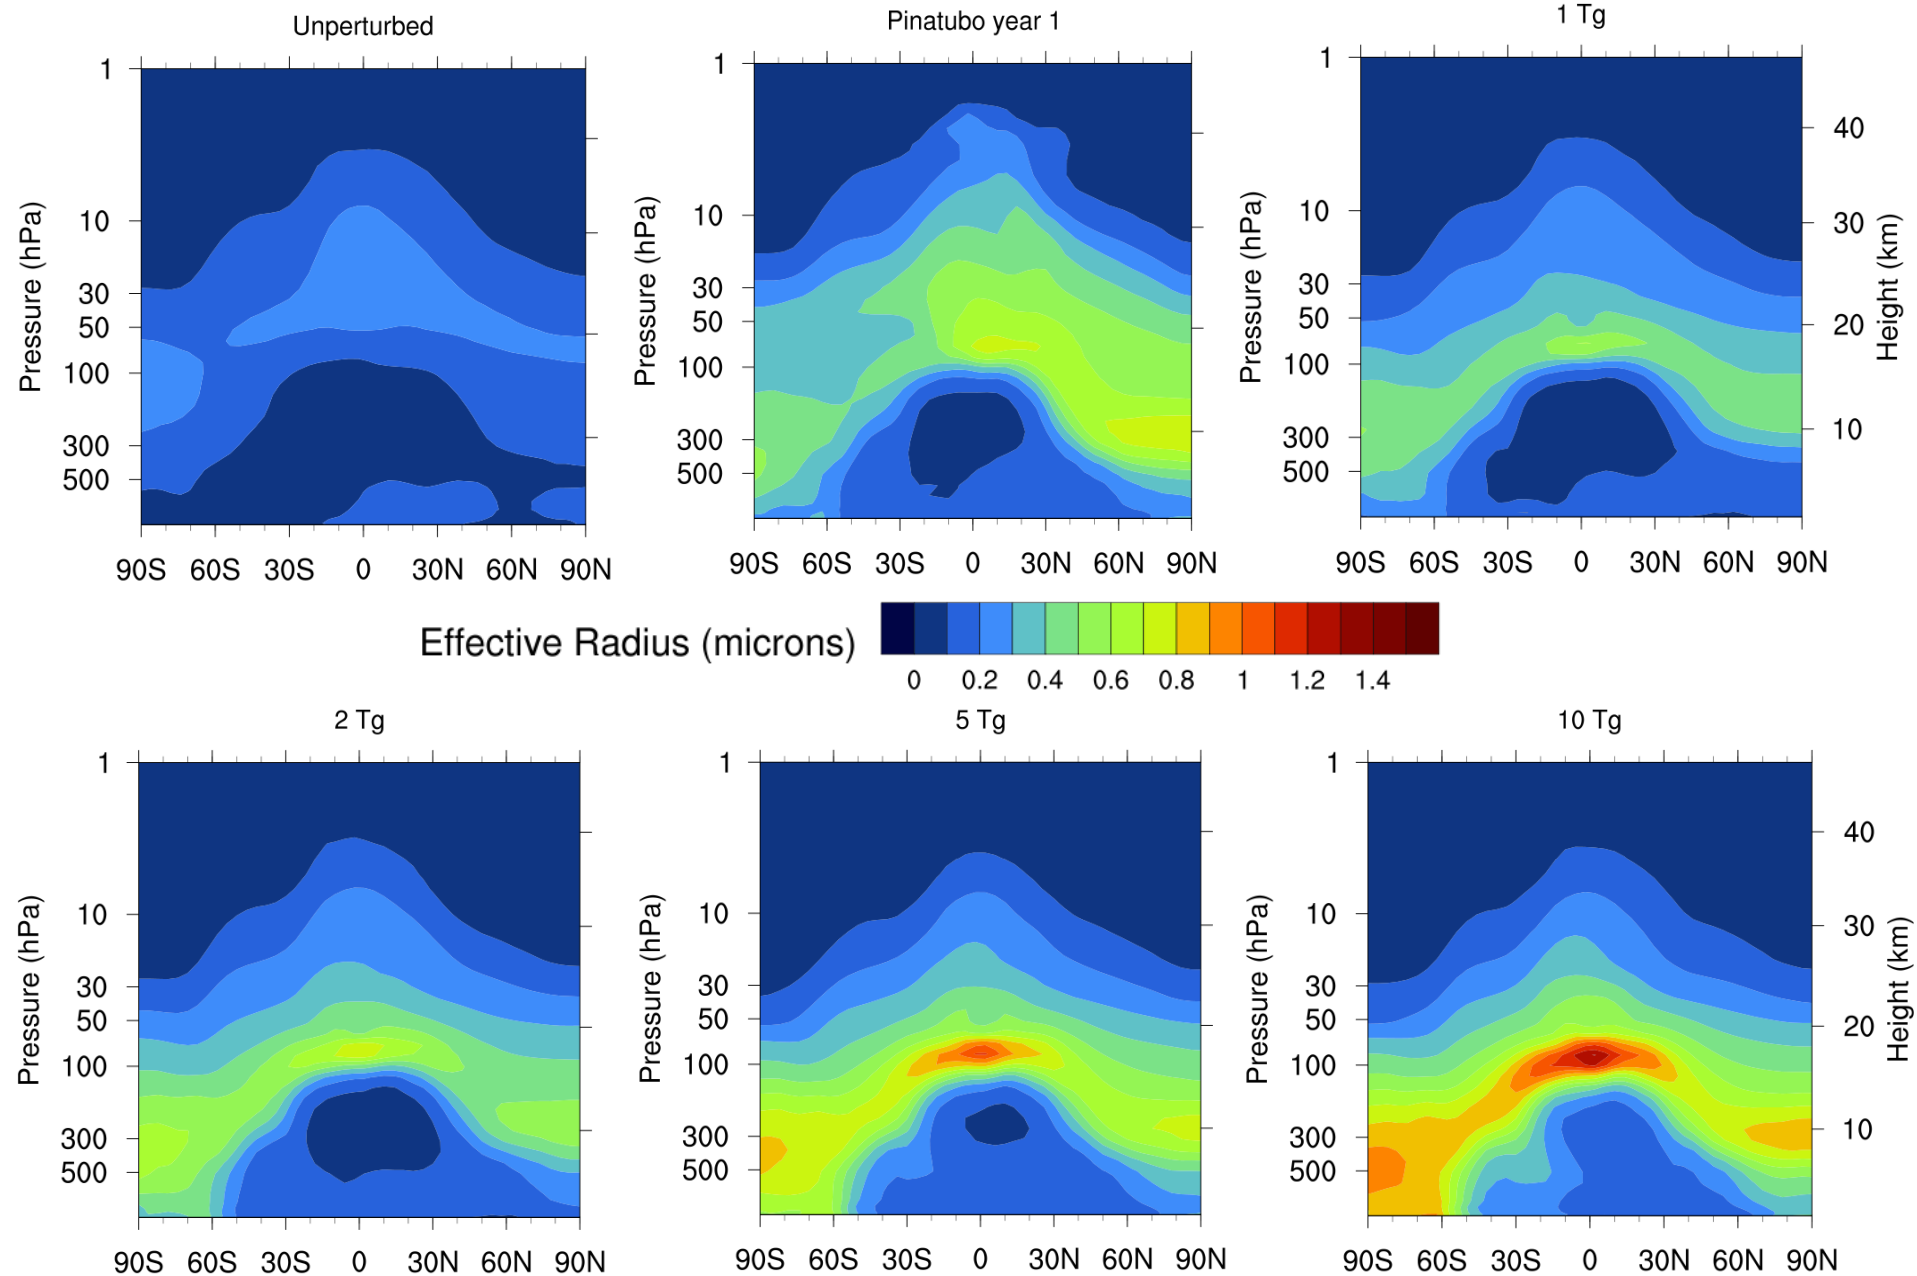 Unperturbed
Pinatubo year 1
1 Tg
1
10
30
50
100
300
500
Pressure (hPa)
90S 60S 30S 0 30N 60N 90N
1
10
30
50
100
300
500
Pressure (hPa)
90S 60S 30S 0 30N 60N 90N
1
10
30
50
100
300
500
Pressure (hPa)
40
30
20
10
Height (km)
90S 60S 30S 0 30N 60N 90N
Effective Radius (microns)
0 0.2 0.4 0.6 0.8 1 1.2 1.4
2 Tg
5 Tg
10 Tg
1
10
30
50
100
300
500
Pressure (hPa)
90S 60S 30S 0 30N 60N 90N
1
10
30
50
100
300
500
Pressure (hPa)
90S 60S 30S 0 30N 60N 90N
1
10
30
50
100
300
500
Pressure (hPa)
40
30
20
10
Height (km)
90S 60S 30S 0 30N 60N 90N